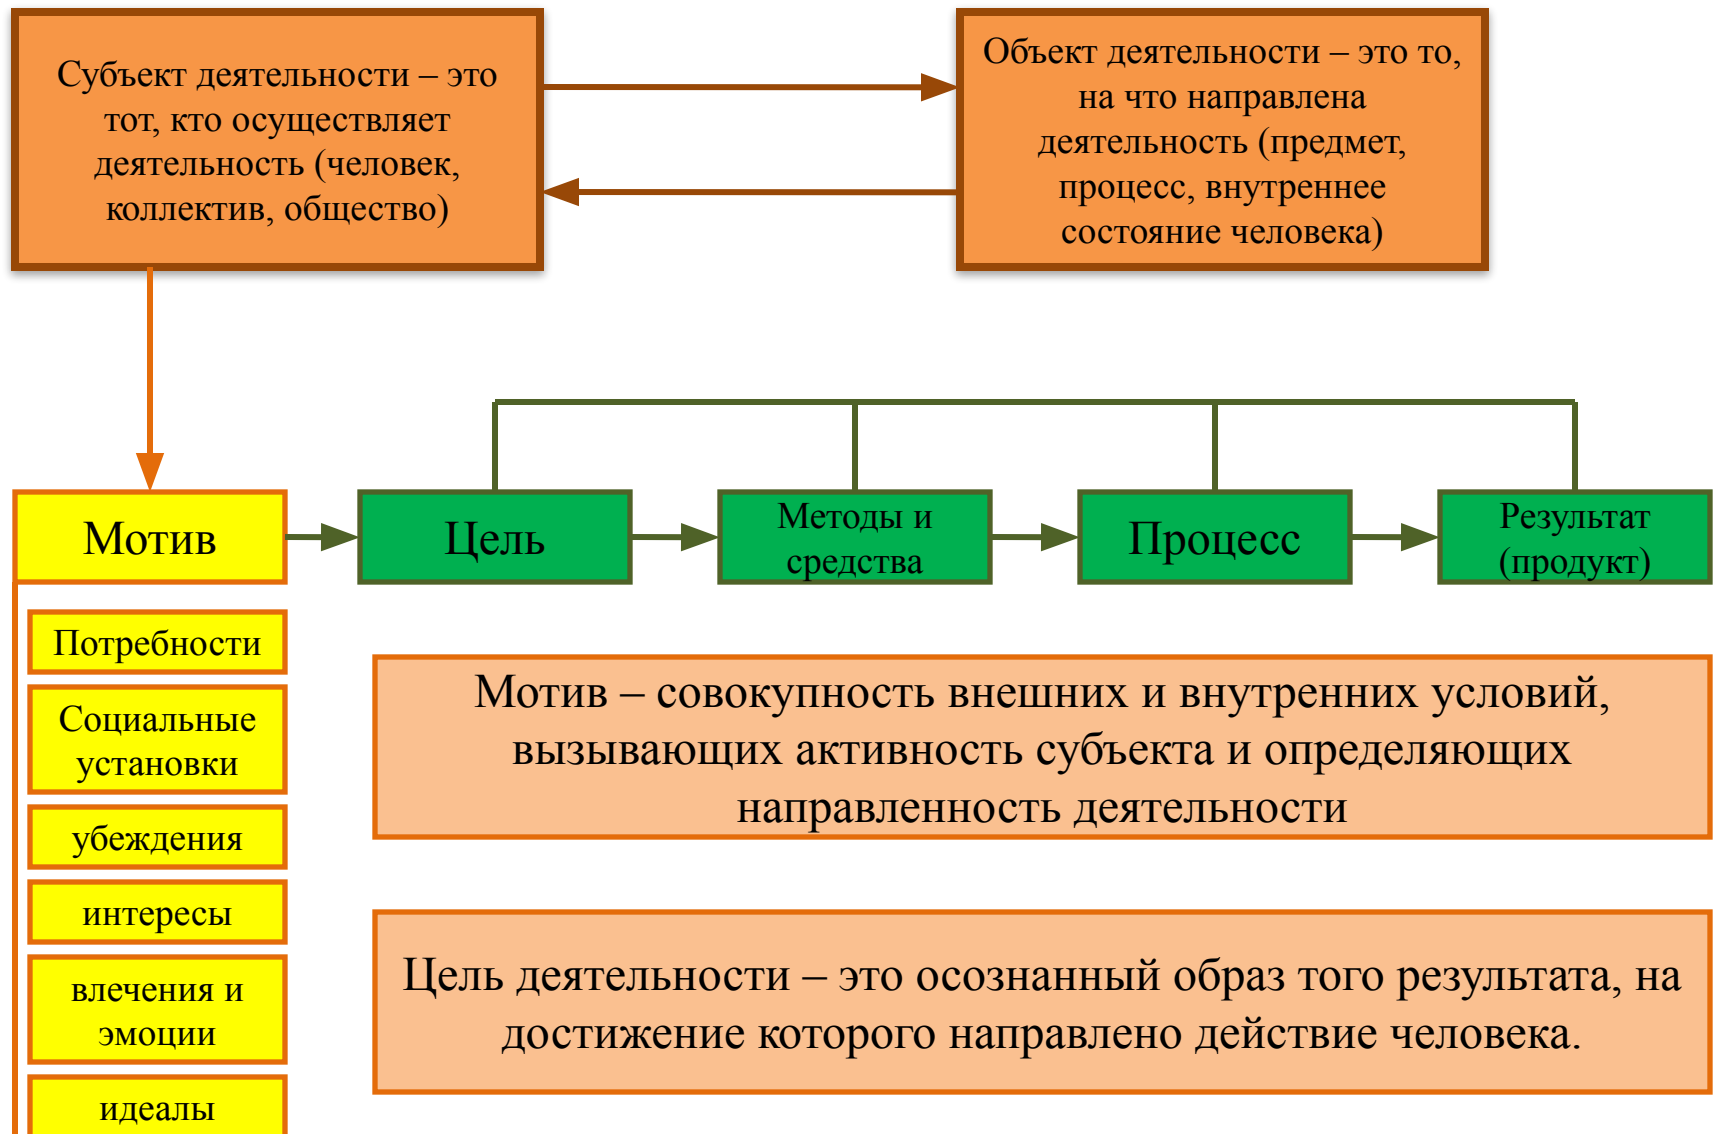 Субъект деятельности – это
тот, кто осуществляет
деятельность (человек,
коллектив, общество)
Объект деятельности – это то,
на что направлена
деятельность (предмет,
процесс, внутреннее
состояние человека)
Мотив
Цель
Методы и
средства
Процесс
Результат
(продукт)
Потребности
Социальные
установки
убеждения
интересы
влечения и
эмоции
идеалы
Мотив – совокупность внешних и внутренних условий,
вызывающих активность субъекта и определяющих
направленность деятельности
Цель деятельности – это осознанный образ того результата, на
достижение которого направлено действие человека.